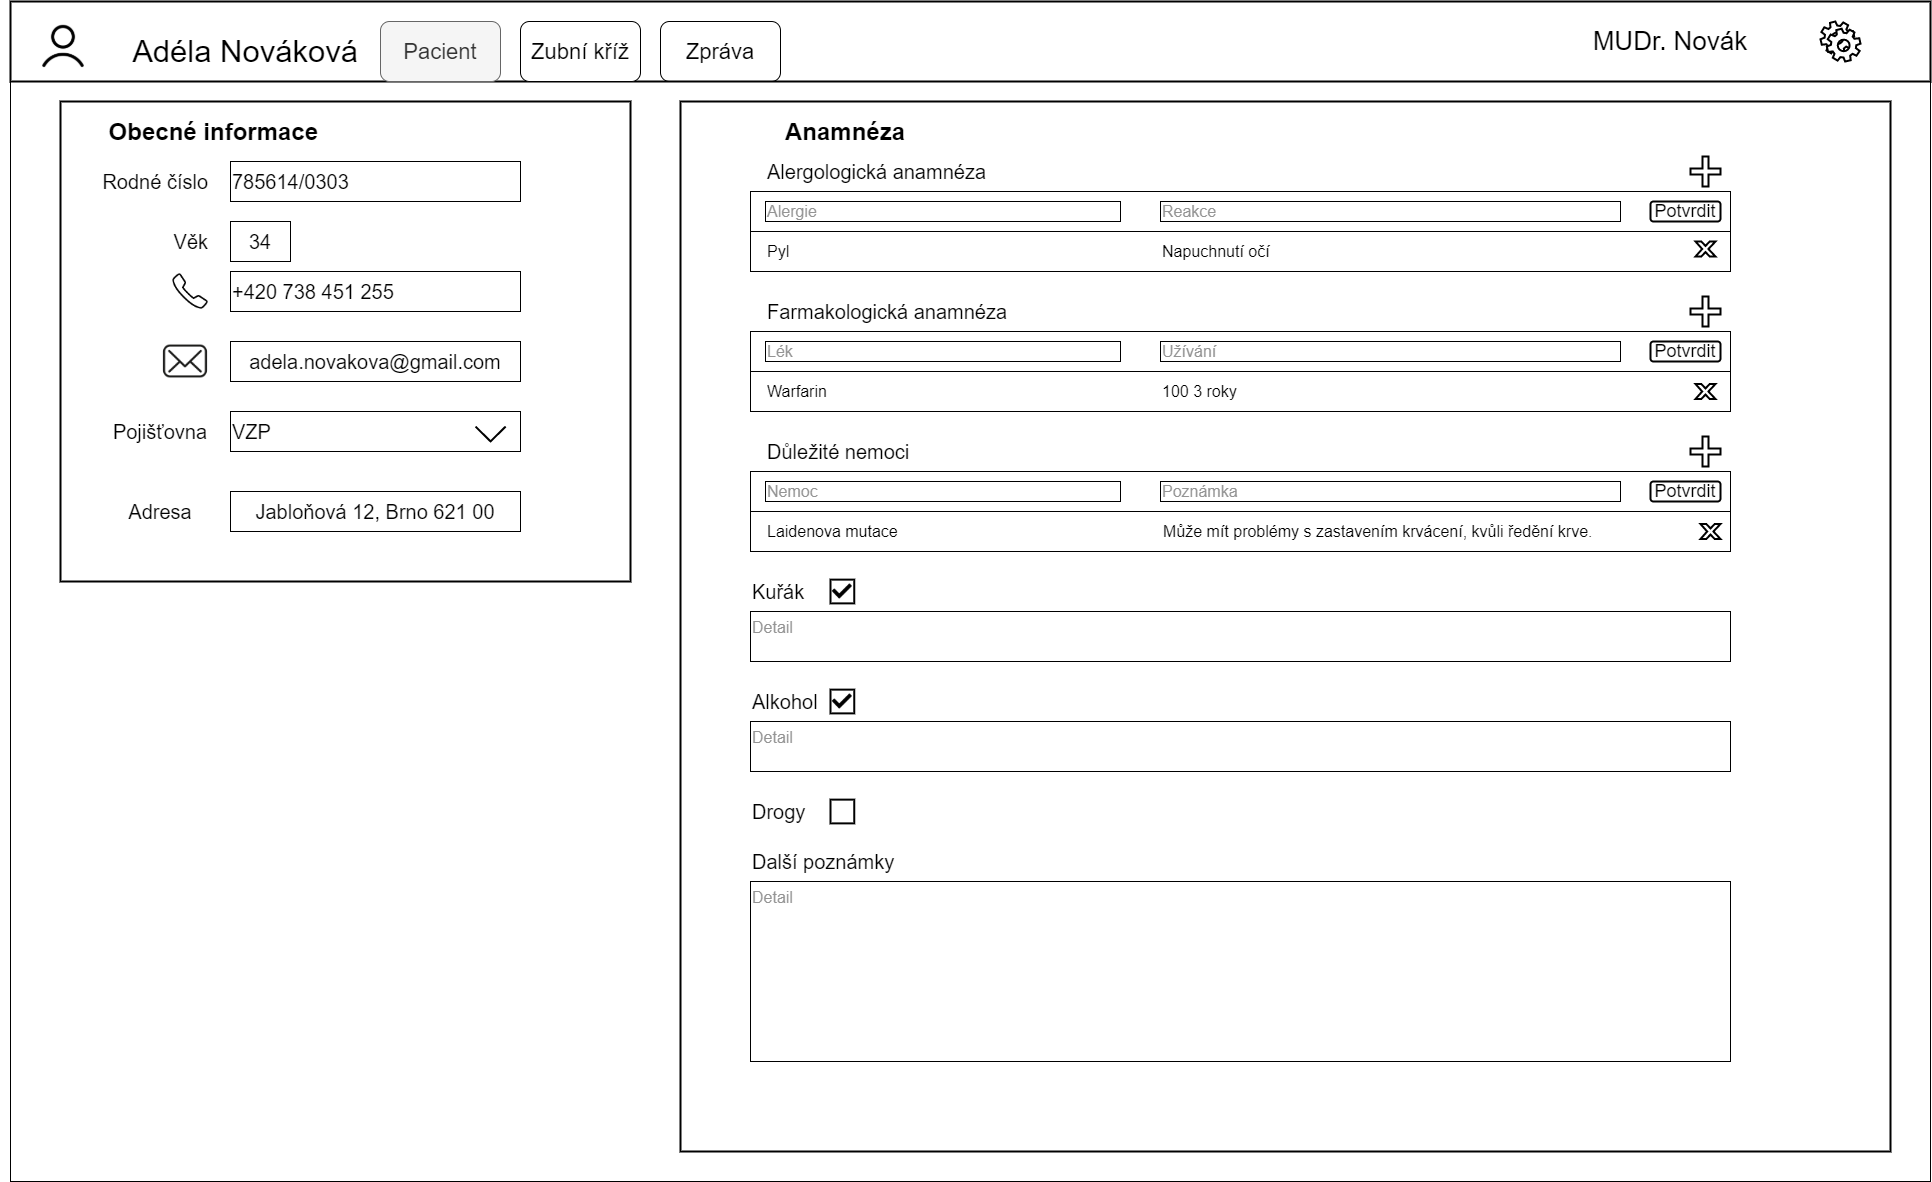 Adéla Nováková
Pacient
Zubní kříž
Zpráva
MUDr. Novák
Obecné informace
Rodné číslo 785614/0303
Věk 34
+420 738 451 255
adela.novakova@gmail.com
Pojišťovna VZP
Adresa Jabloňová 12, Brno 621 00
Anamnéza
Alergologická anamnéza
Alergie Reakce Potvrdit
Pyl Napuchnutí očí
Farmakologická anamnéza
Lék Užívání Potvrdit
Warfarin 100 3 roky
Důležité nemoci
Nemoc Poznámka Potvrdit
Laidenova mutace Může mít problémy s zastavením krvácení, kvůli ředění krve.
Kuřák
Detail
Alkohol
Detail
Drogy
Další poznámky
Detail